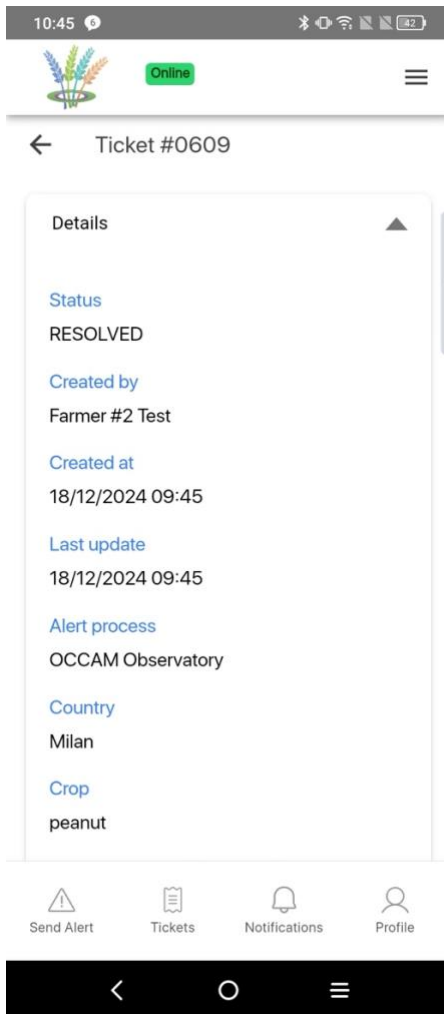 10:45 6 42
Online
Ticket #0609
Details
Status
RESOLVED
Created by
Farmer #2 Test
Created at
18/12/2024 09:45
Last update
18/12/2024 09:45
Alert process
OCCAM Observatory
Country
Milan
Crop
peanut
Send Alert Tickets Notifications Profile